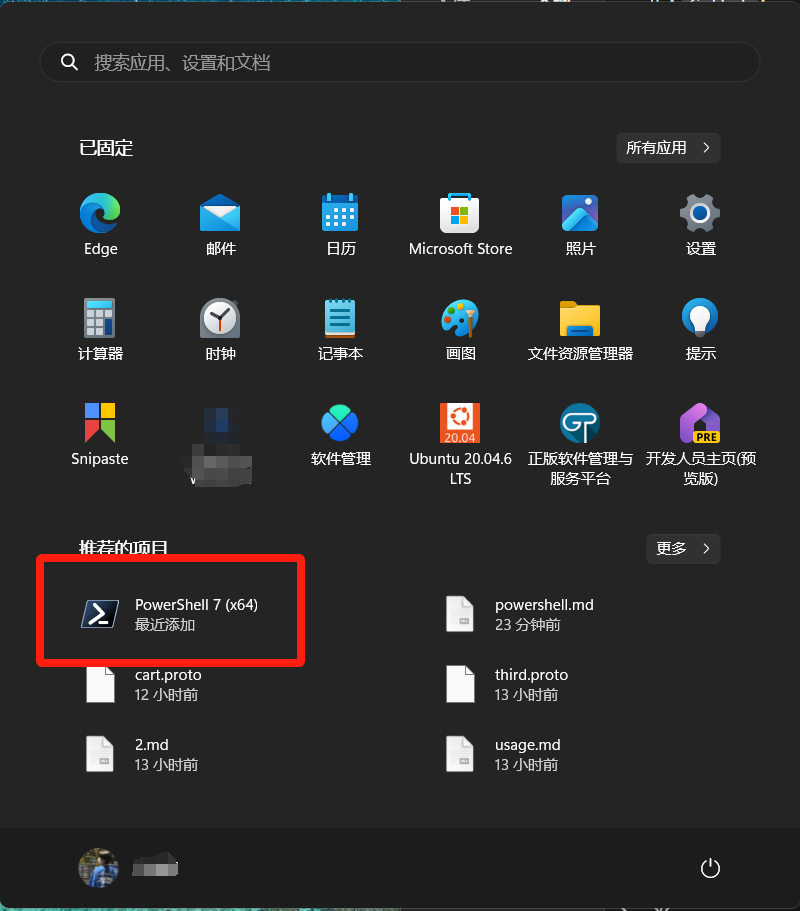 搜索应用、设置和文档
已固定
所有应用
Edge
邮件
日历
Microsoft Store
照片
设置
计算器
时钟
记事本
画图
文件资源管理器
提示
20.04
GT
PRE
Snipaste
软件管理
Ubuntu 20.04.6
LTS
正版软件管理与
服务平台
开发人员主页(预
览版)
推荐的项目
更多
PowerShell 7 (x64)
最近添加
powershell.md
23 分钟前
cart.proto
12 小时前
third.proto
13 小时前
2.md
13 小时前
usage.md
13 小时前